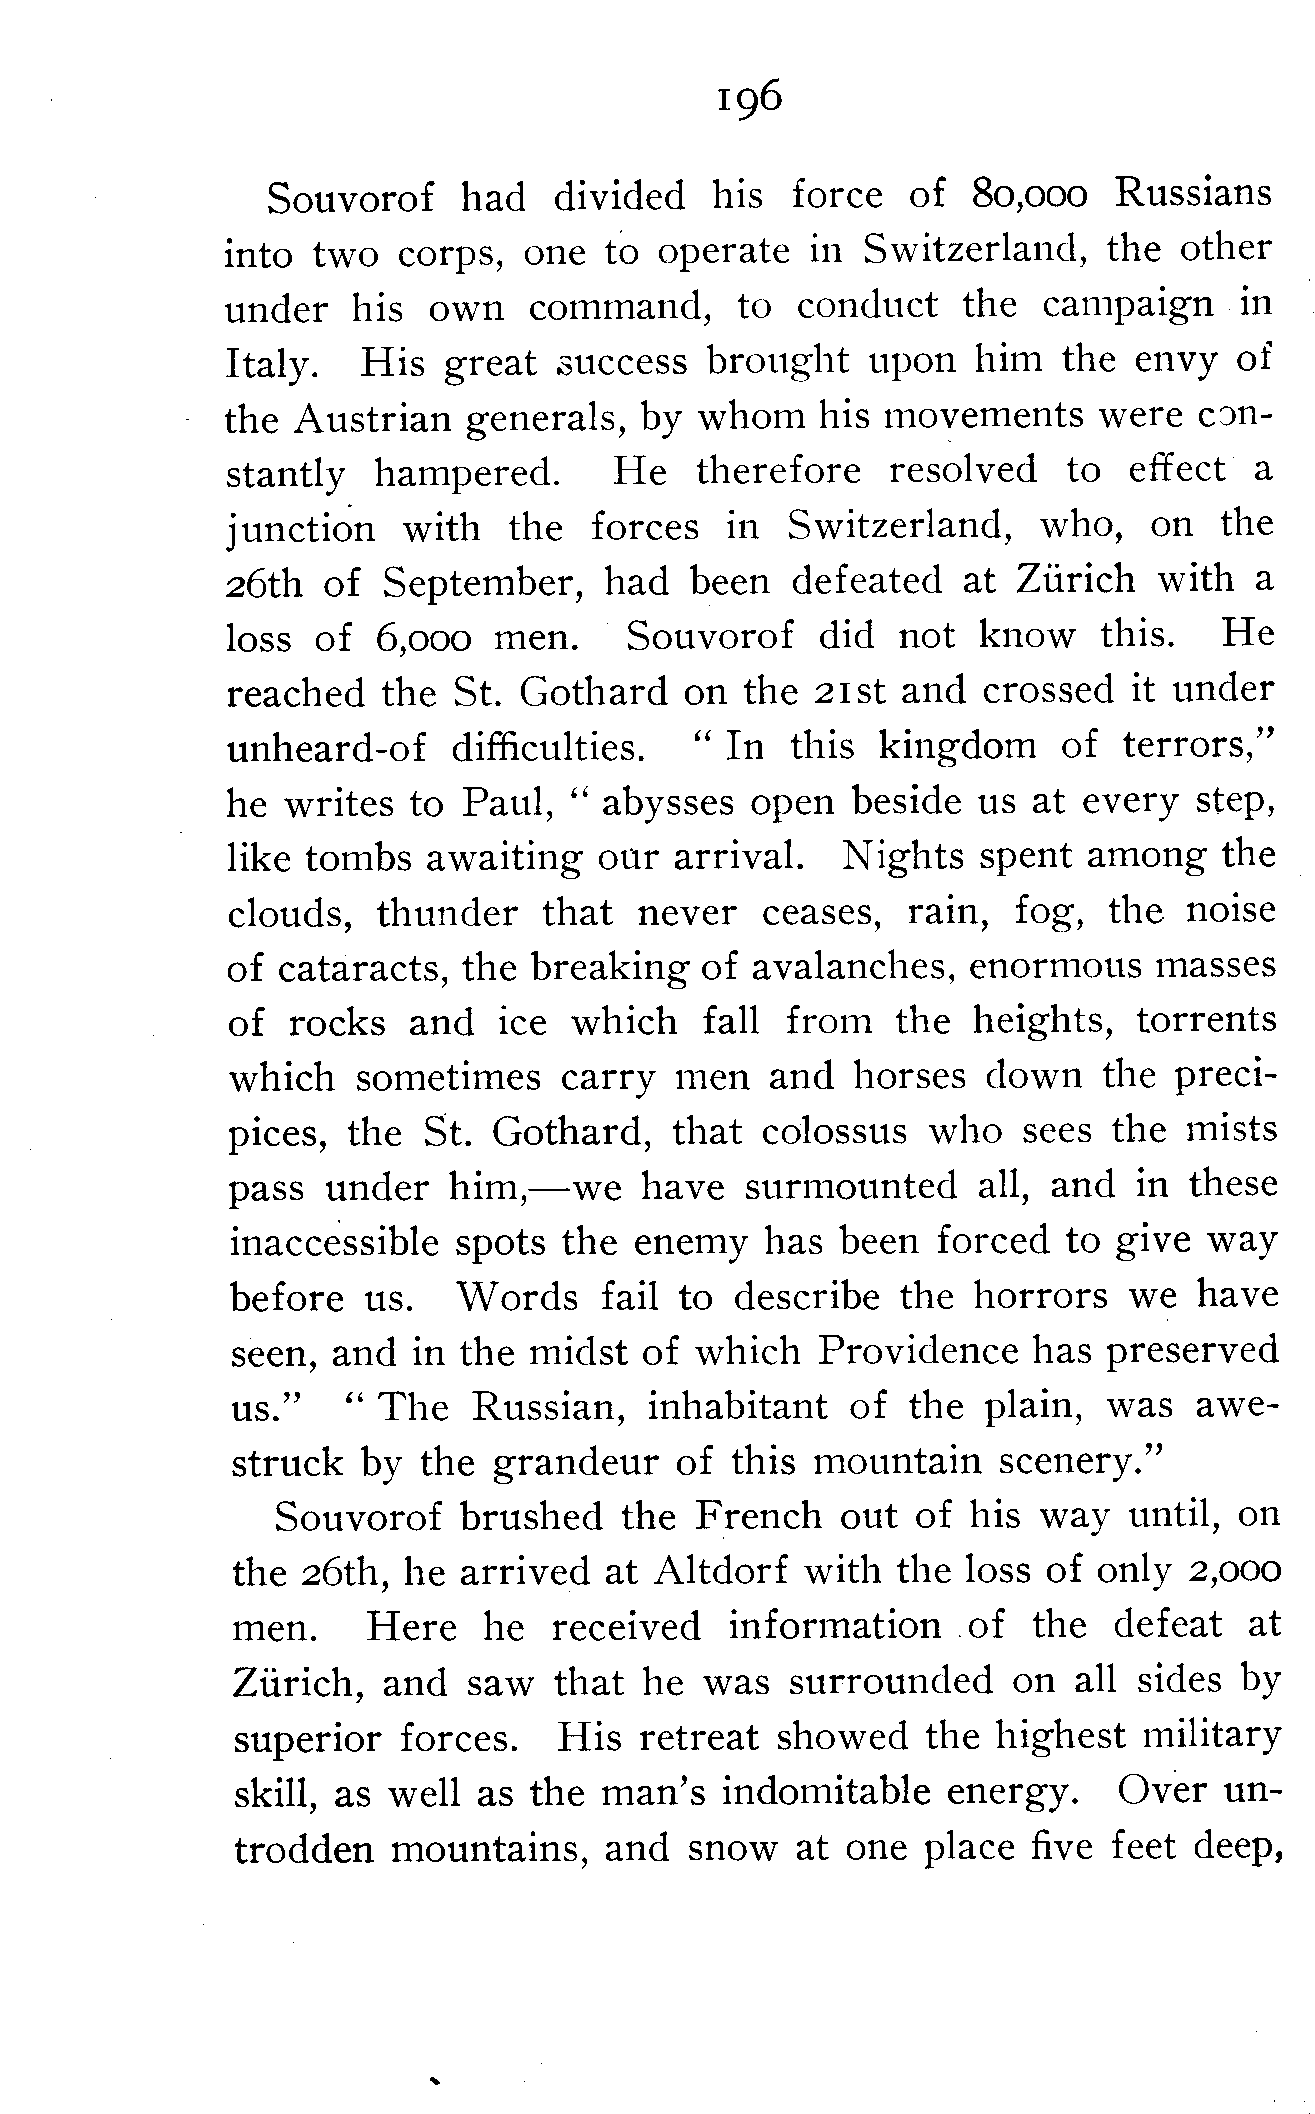 196
Souvorof had divided his force of 80,000 Russians
into two corps, one to operate in Switzerland, the other
under his own command, to conduct the campaign in
Italy. His great success brought upon him the envy of
the Austrian generals, by whom his movements were con-
stantly hampered. He therefore resolved to effect a
junction with the forces in Switzerland, who, on the
26th of September, had been defeated at Zürich with a
loss of 6,000 men. Souvorof did not know this. He
reached the St. Gothard on the 21st and crossed it under
unheard-of difficulties. " In this kingdom of terrors,"
he writes to Paul, " abysses open beside us at every step,
like tombs awaiting our arrival. Nights spent among the
clouds, thunder that never ceases, rain, fog, the noise
of cataracts, the breaking of avalanches, enormous masses
of rocks and ice which fall from the heights, torrents
which sometimes carry men and horses down the preci-
pices, the St. Gothard, that colossus who sees the mists
pass under him,—we have surmounted all, and in these
inaccessible spots the enemy has been forced to give way
before us. Words fail to describe the horrors we have
seen, and in the midst of which Providence has preserved
us." " The Russian, inhabitant of the plain, was awe-
struck by the grandeur of this mountain scenery."
Souvorof brushed the French out of his way until, on
the 26th, he arrived at Altdorf with the loss of only 2,000
men. Here he received information of the defeat at
Zürich, and saw that he was surrounded on all sides by
superior forces. His retreat showed the highest military
skill, as well as the man's indomitable energy. Over un-
trodden mountains, and snow at one place five feet deep,